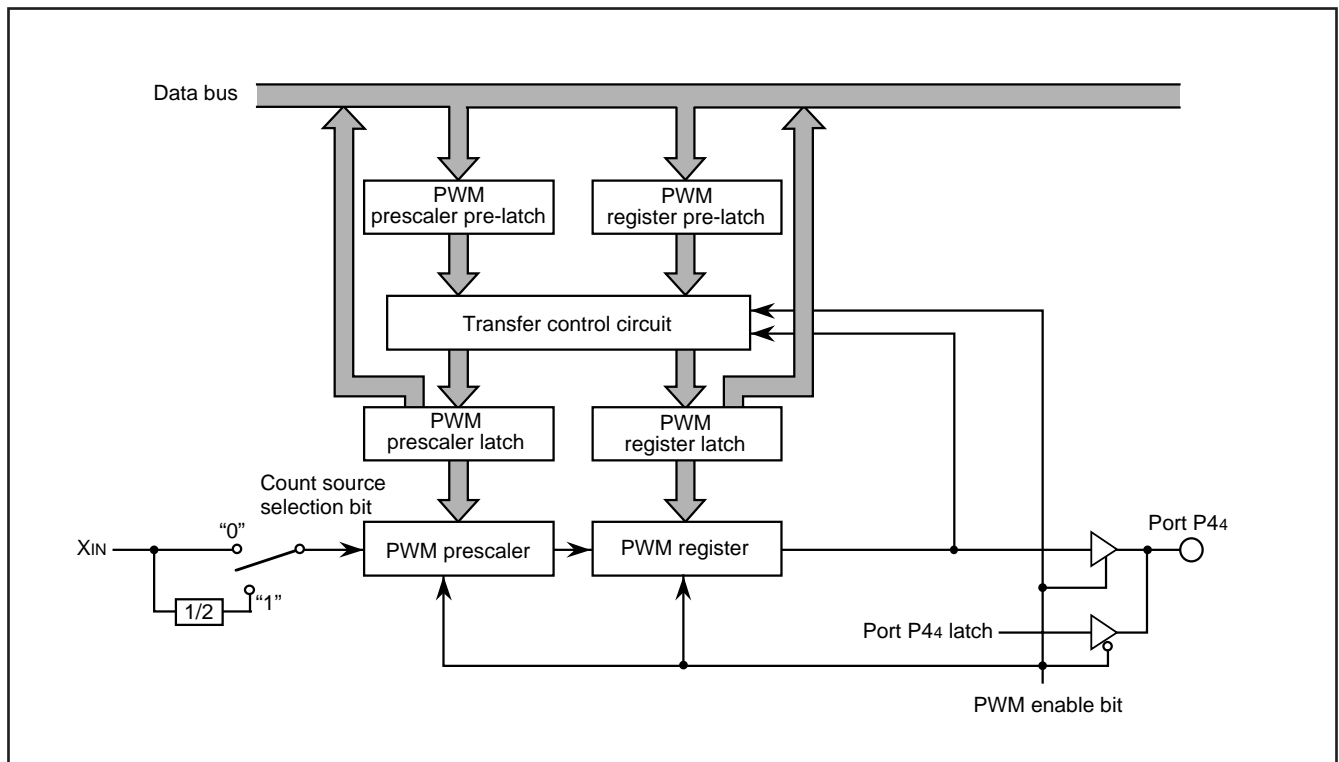 Data bus
PWM
prescaler pre-latch
PWM
register pre-latch
Transfer control circuit
PWM
prescaler latch
PWM
register latch
Count source
selection bit
“0”
XIN
PWM prescaler
PWM register
Port P44
“1”
1/2
Port P44 latch
PWM enable bit